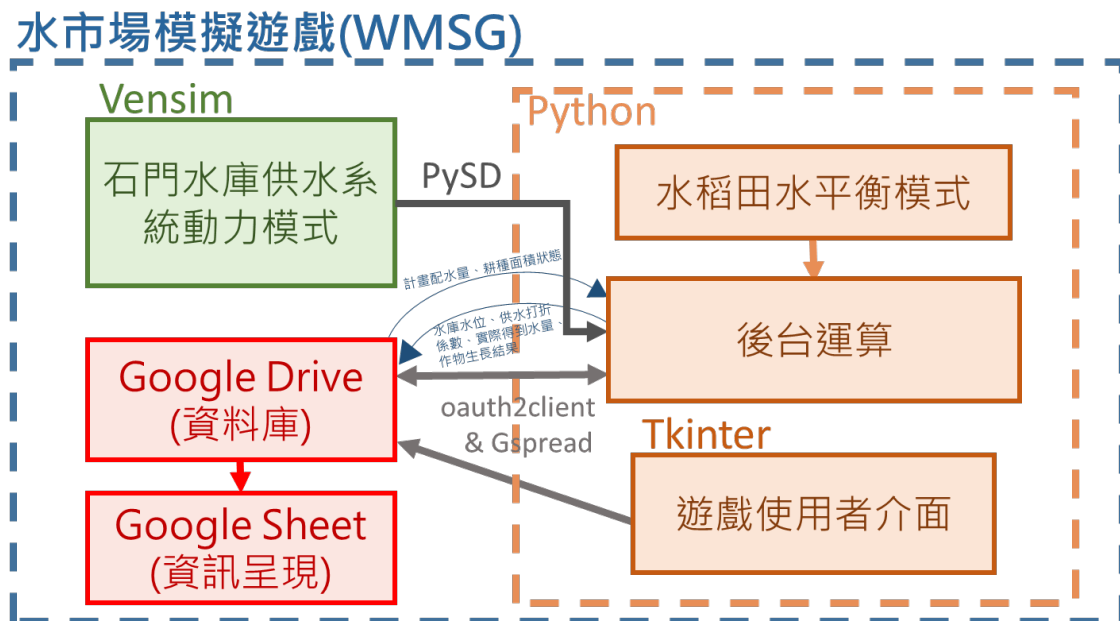 水市場模擬遊戲(WMSG)
Vensim
石門水庫供水系
統動力模式
PySD
Python
水稻田水平衡模式
計畫配水量、耕種面積狀態
水庫水位、供水打折
係數、實際得到水量、
作物生長結果
後台運算
Google Drive
(資料庫)
oauth2client
& Gspread
Tkinter
遊戲使用者介面
Google Sheet
(資訊呈現)